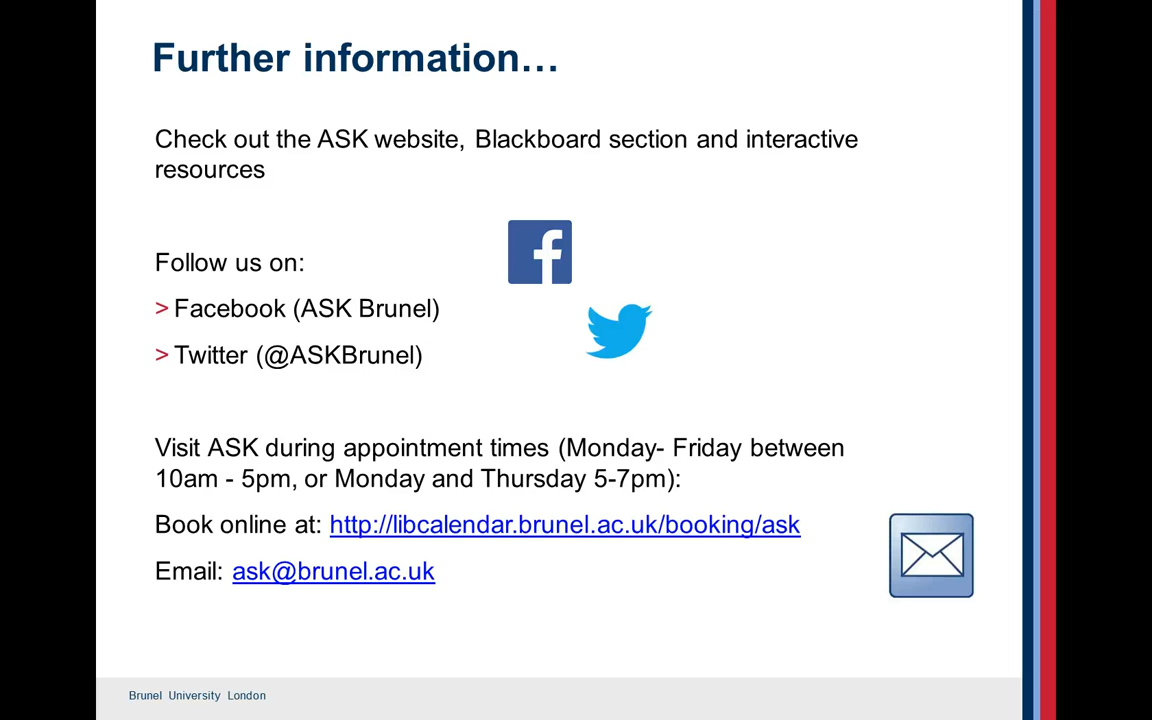 Further information…
Check out the ASK website, Blackboard section and interactive
resources
Follow us on:
> Facebook (ASK Brunel)
> Twitter (@ASKBrunel)
Visit ASK during appointment times (Monday- Friday between
10am - 5pm, or Monday and Thursday 5-7pm):
Book online at: http://libcalendar.brunel.ac.uk/booking/ask
Email: ask@brunel.ac.uk
Brunel University London